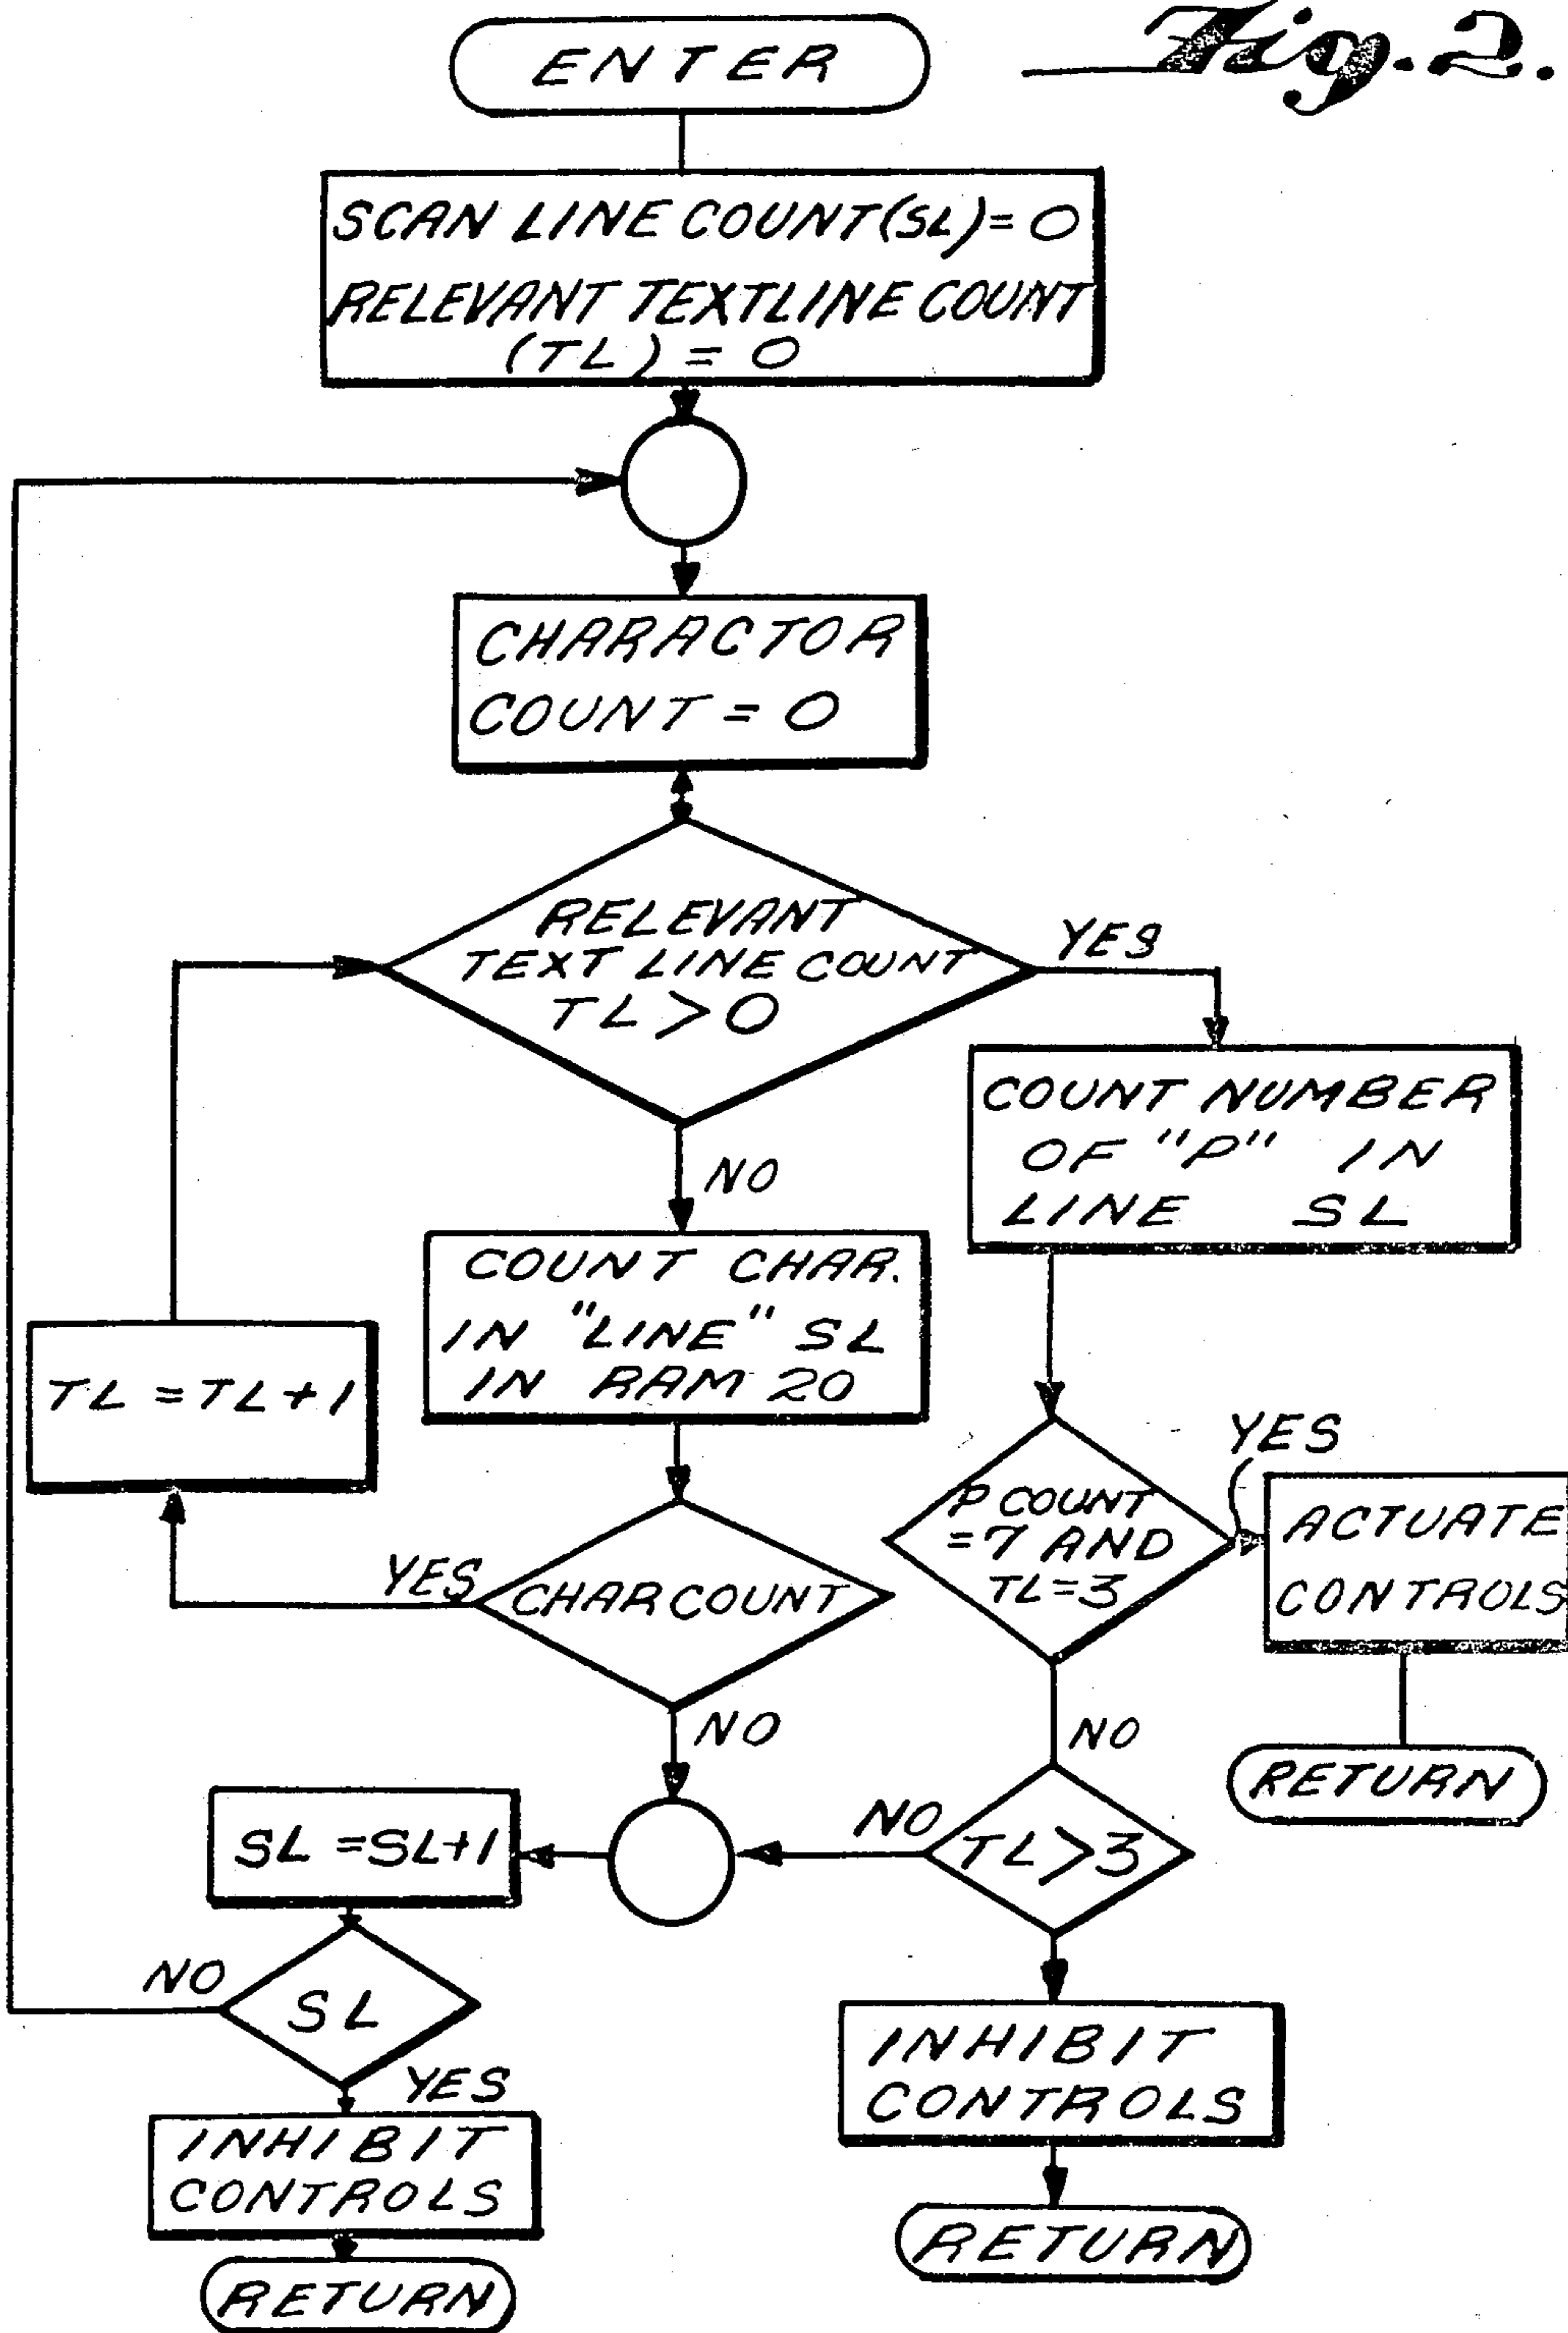 Fig. 2.
ENTER
SCAN LINE COUNT(SL)=0
RELEVANT TEXTLINE COUNT
(TL) = 0
CHARACTOR
COUNT = 0
RELEVANT
TEXT LINE COUNT
TL > 0
YES
NO
COUNT NUMBER
OF "P" IN
LINE SL
COUNT CHAR.
IN "LINE" SL
IN RAM 20
TL = TL + 1
P COUNT
=7 AND
TL=3
YES
ACTUATE
CONTROLS
RETURN
CHAR COUNT
YES
NO
NO
TL>3
NO
SL =SL+1
SL
NO
YES
INHIBIT
CONTROLS
RETURN
INHIBIT
CONTROLS
RETURN